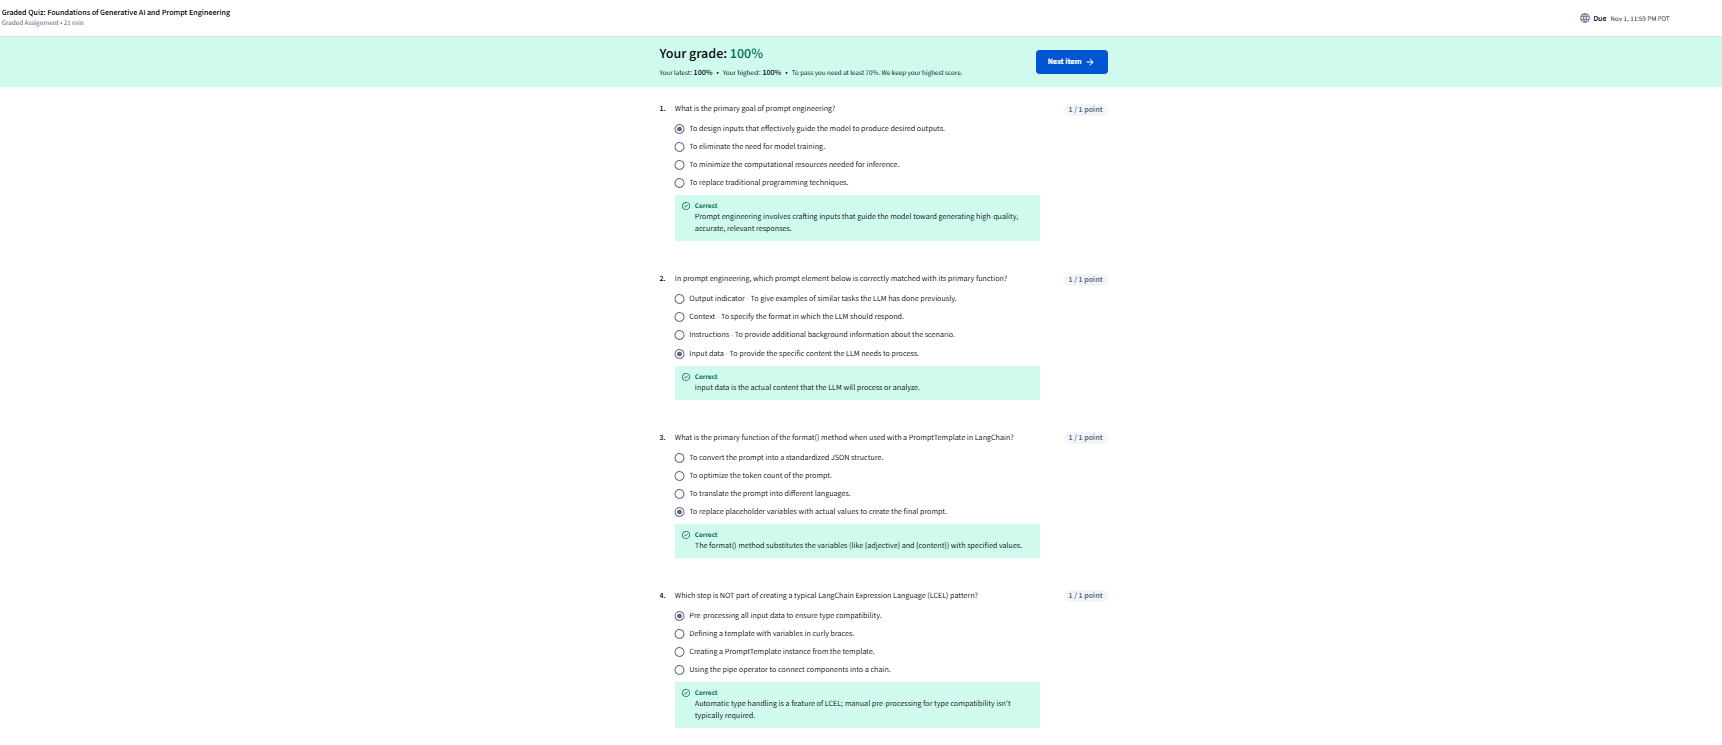 Graded Quiz: Foundations of Generative AI and Prompt Engineering
Graded Assignment • 21 min
Due Nov 1, 11:59 PM PDT
Your grade: 100%
Your latest: 100% • Your highest: 100% • To pass you need at least 70%. We keep your highest score.
Next item →
1. What is the primary goal of prompt engineering?
1 / 1 point
To design inputs that effectively guide the model to produce desired outputs.
To eliminate the need for model training.
To minimize the computational resources needed for inference.
To replace traditional programming techniques.
Correct
Prompt engineering involves crafting inputs that guide the model toward generating high-quality,
accurate, relevant responses.
2. In prompt engineering, which prompt element below is correctly matched with its primary function?
1 / 1 point
Output indicator - To give examples of similar tasks the LLM has done previously.
Context - To specify the format in which the LLM should respond.
Instructions - To provide additional background information about the scenario.
Input data - To provide the specific content the LLM needs to process.
Correct
Input data is the actual content that the LLM will process or analyze.
3. What is the primary function of the format() method when used with a PromptTemplate in LangChain?
1 / 1 point
To convert the prompt into a standardized JSON structure.
To optimize the token count of the prompt.
To translate the prompt into different languages.
To replace placeholder variables with actual values to create the final prompt.
Correct
The format() method substitutes the variables (like {adjective} and {content}) with specified values.
4. Which step is NOT part of creating a typical LangChain Expression Language (LCEL) pattern?
1 / 1 point
Pre-processing all input data to ensure type compatibility.
Defining a template with variables in curly braces.
Creating a PromptTemplate instance from the template.
Using the pipe operator to connect components into a chain.
Correct
Automatic type handling is a feature of LCEL; manual pre-processing for type compatibility isn't
typically required.